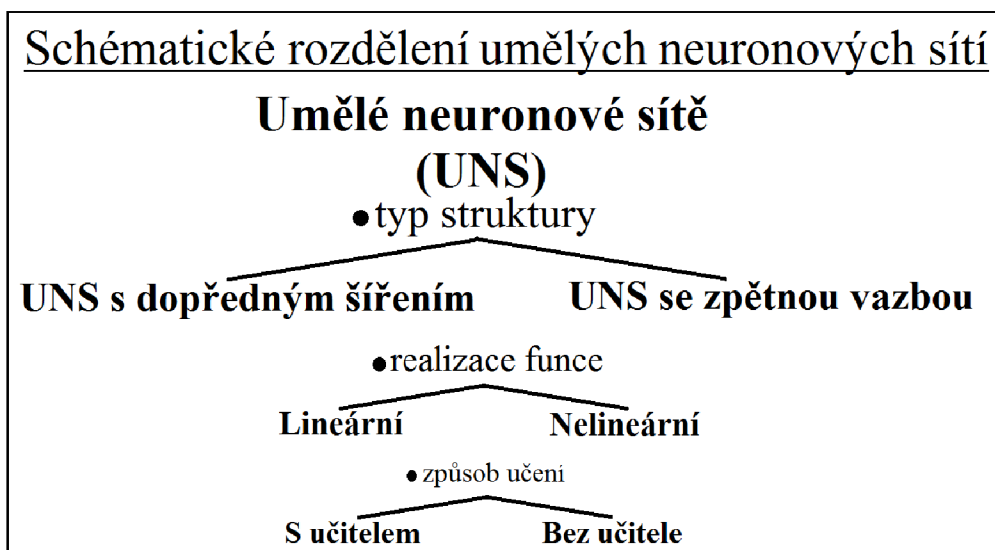 Schématické rozdělení umělých neuronových sítí
Umělé neuronové sítě
(UNS)
●typ struktury
UNS s dopředným šířením UNS se zpětnou vazbou
●realizace funce
Lineární Nelineární
●způsob učení
S učitelem Bez učitele